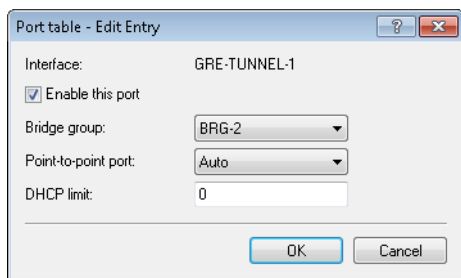 Port table - Edit Entry
Interface: GRE-TUNNEL-1
Enable this port
Bridge group: BRG-2
Point-to-point port: Auto
DHCP limit: 0
OK Cancel